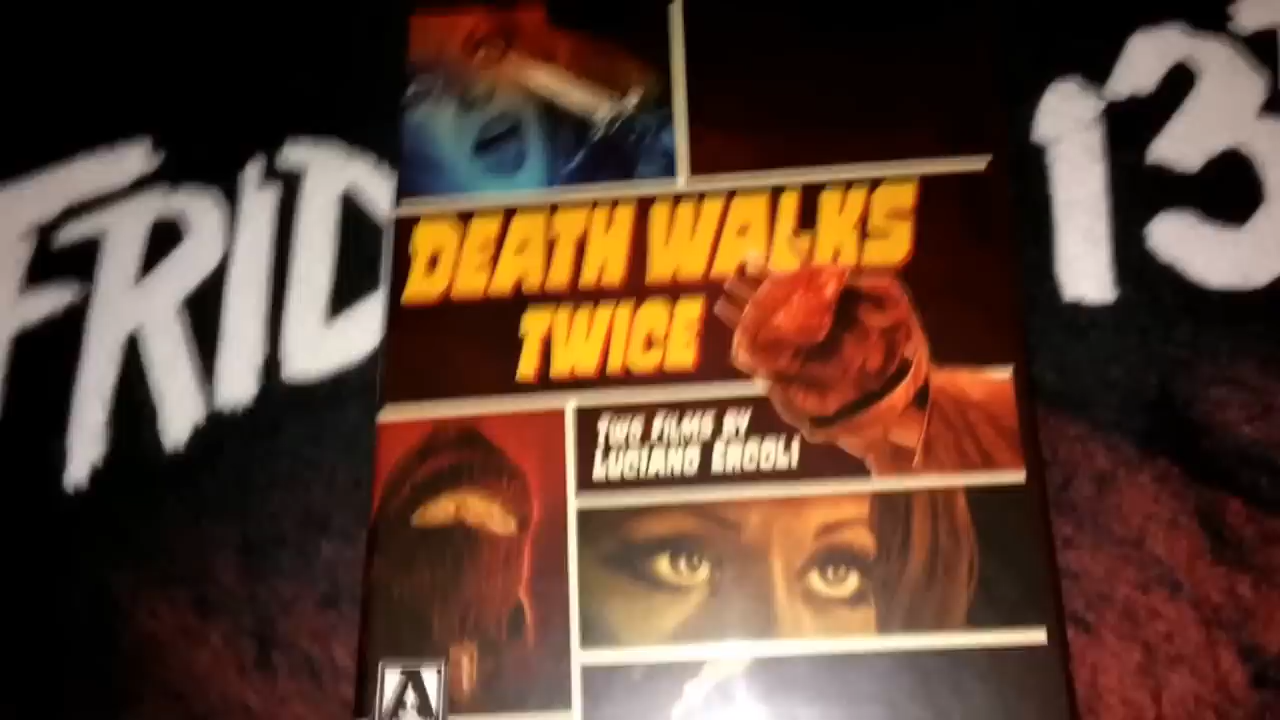 FRID
13
DEATH WALKS
TWICE
TWO FILMS BY
LUCIANO ERCOLI
A